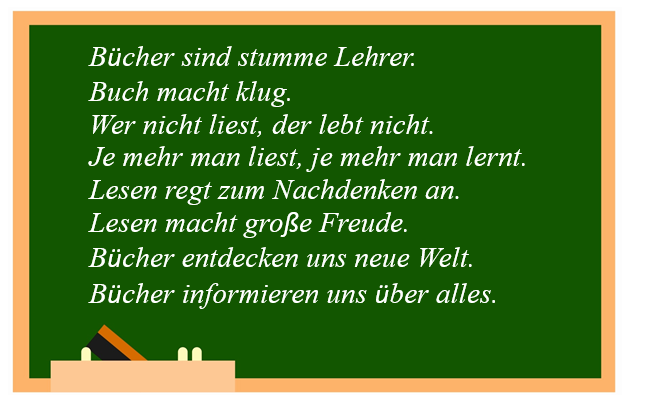 Bücher sind stumme Lehrer.
Buch macht klug.
Wer nicht liest, der lebt nicht.
Je mehr man liest, je mehr man lernt.
Lesen regt zum Nachdenken an.
Lesen macht große Freude.
Bücher entdecken uns neue Welt.
Bücher informieren uns über alles.